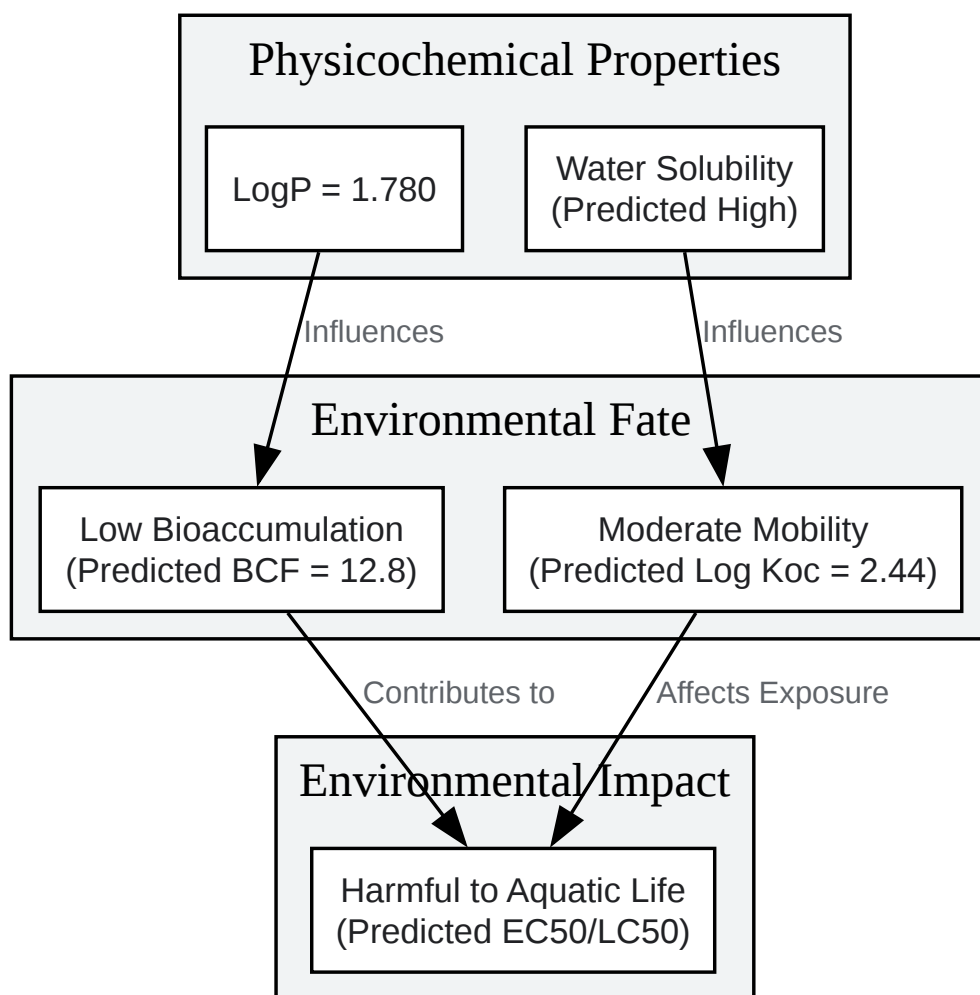 Physicochemical Properties
LogP = 1.780
Water Solubility
(Predicted High)
Influences
Influences
Environmental Fate
Low Bioaccumulation
(Predicted BCF = 12.8)
Moderate Mobility
(Predicted Log Koc = 2.44)
Contributes to
Affects Exposure
Environmental Impact
Harmful to Aquatic Life
(Predicted EC50/LC50)